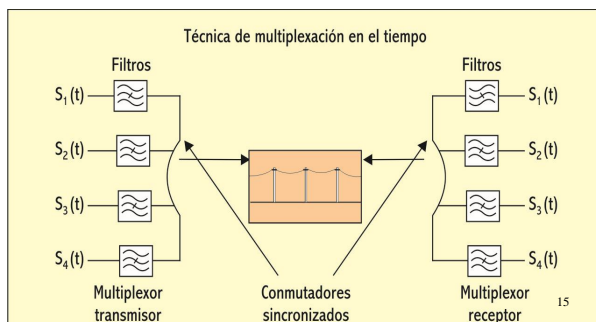 Técnica de multiplexación en el tiempo
Filtros
Filtros
S₁(t)
S₁(t)
S₂(t)
S₂(t)
S₃(t)
S₃(t)
S₄(t)
S₄(t)
Multiplexor
transmisor
Conmutadores
sincronizados
Multiplexor
receptor
15